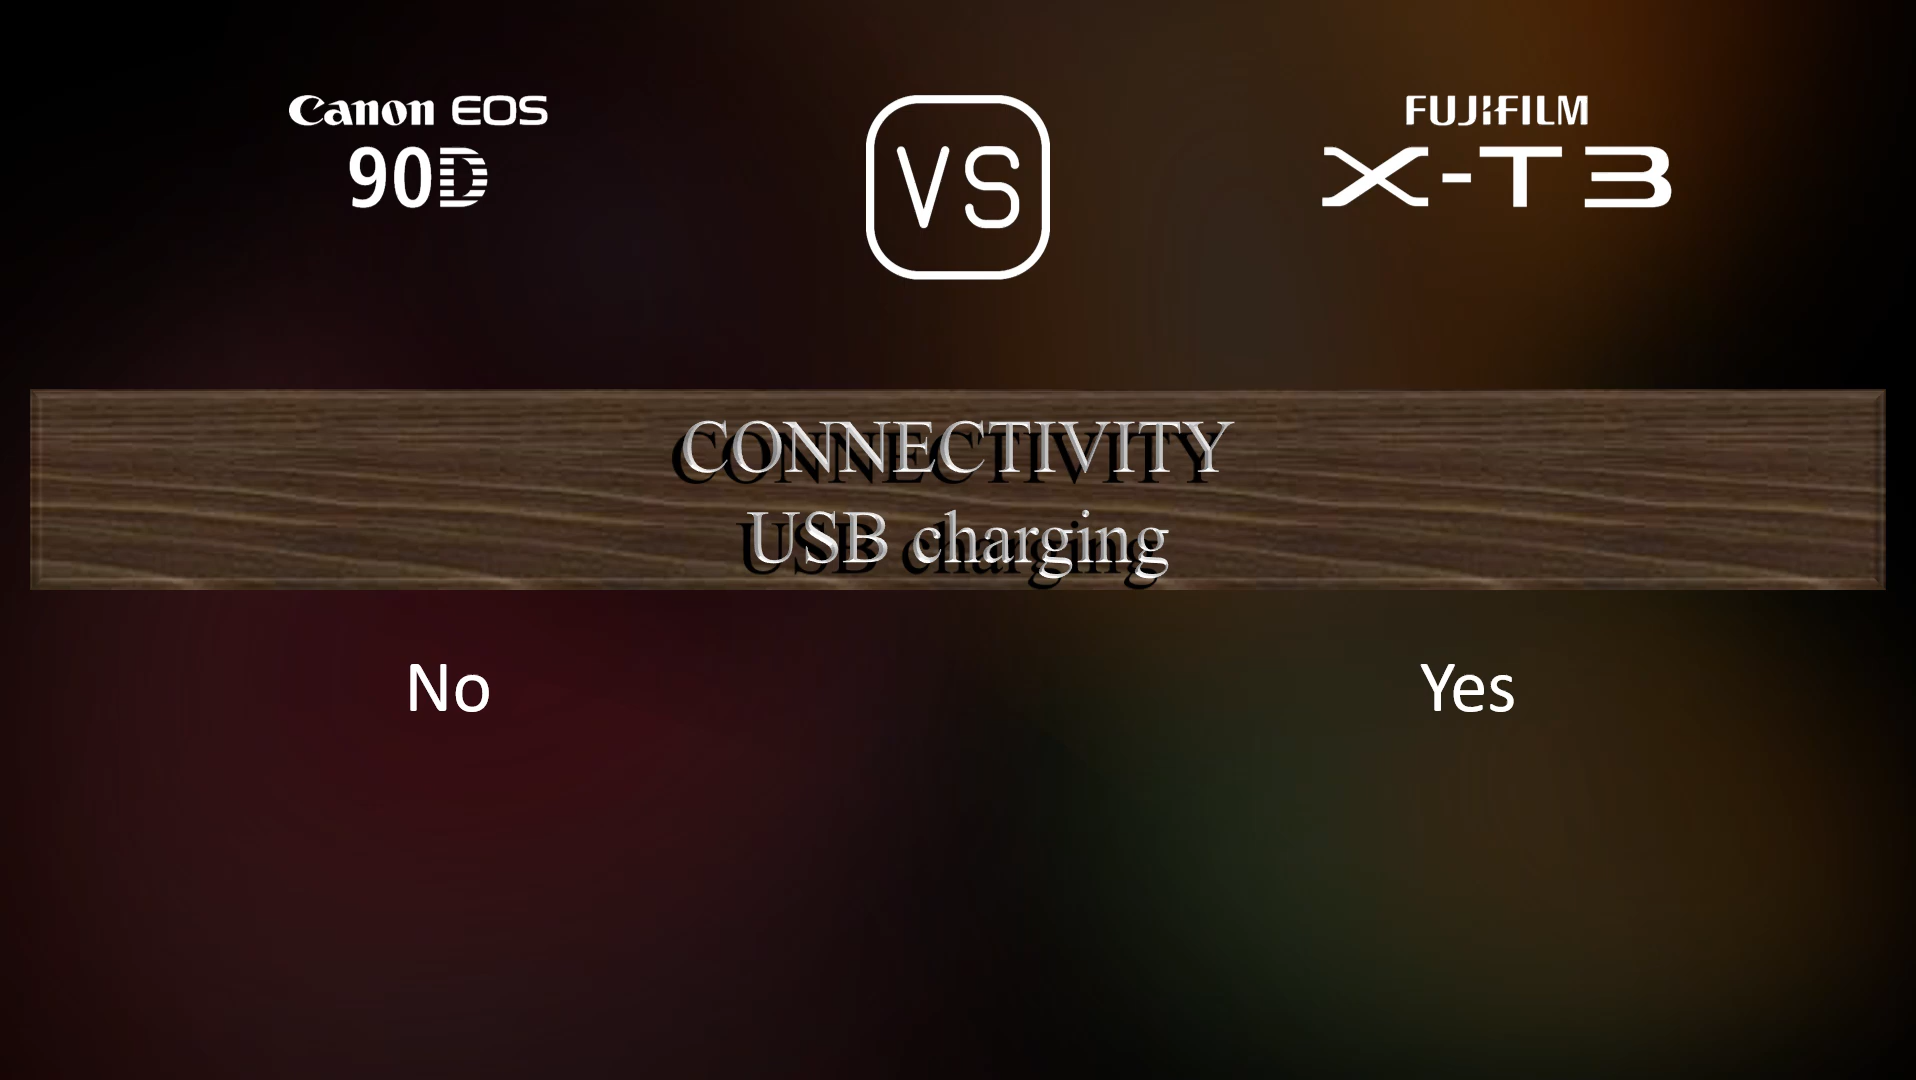 Canon EOS
90D
VS
FUJIFILM
X-T3
CONNECTIVITY
USB charging
No
Yes